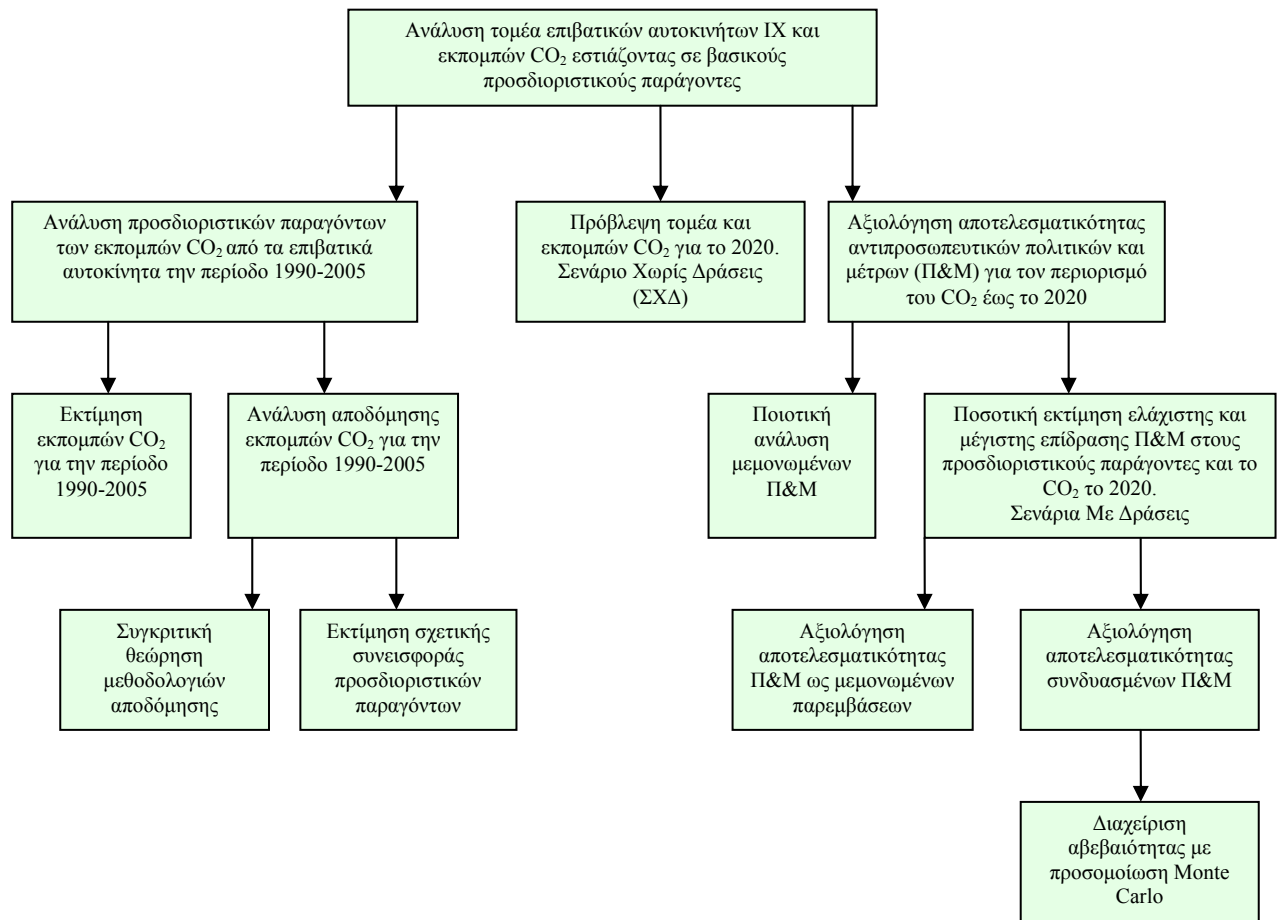 Ανάλυση τομέα επιβατικών αυτοκινήτων ΙΧ και
εκπομπών CO₂ εστιάζοντας σε βασικούς
προσδιοριστικούς παράγοντες
Ανάλυση προσδιοριστικών παραγόντων
των εκπομπών CO₂ από τα επιβατικά
αυτοκίνητα την περίοδο 1990-2005
Πρόβλεψη τομέα και
εκπομπών CO₂ για το 2020.
Σενάριο Χωρίς Δράσεις
(ΣΧΔ)
Αξιολόγηση αποτελεσματικότητας
αντιπροσωπευτικών πολιτικών και
μέτρων (Π&Μ) για τον περιορισμό
του CO₂ έως το 2020
Εκτίμηση
εκπομπών CO₂
για την περίοδο
1990-2005
Ανάλυση αποδόμησης
εκπομπών CO₂ για την
περίοδο 1990-2005
Ποιοτική
ανάλυση
μεμονωμένων
Π&Μ
Ποσοτική εκτίμηση ελάχιστης και
μέγιστης επίδρασης Π&Μ στους
προσδιοριστικούς παράγοντες και το
CO₂ το 2020.
Σενάρια Με Δράσεις
Συγκριτική
θεώρηση
μεθοδολογιών
αποδόμησης
Εκτίμηση σχετικής
συνεισφοράς
προσδιοριστικών
παραγόντων
Αξιολόγηση
αποτελεσματικότητας
Π&Μ ως μεμονωμένων
παρεμβάσεων
Αξιολόγηση
αποτελεσματικότητας
συνδυασμένων Π&Μ
Διαχείριση
αβεβαιότητας με
προσομοίωση Monte
Carlo